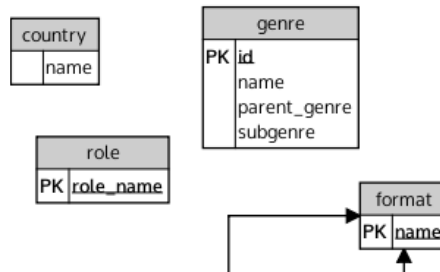 country
name
genre
PK id
name
parent_genre
subgenre
role
PK role_name
format
PK name